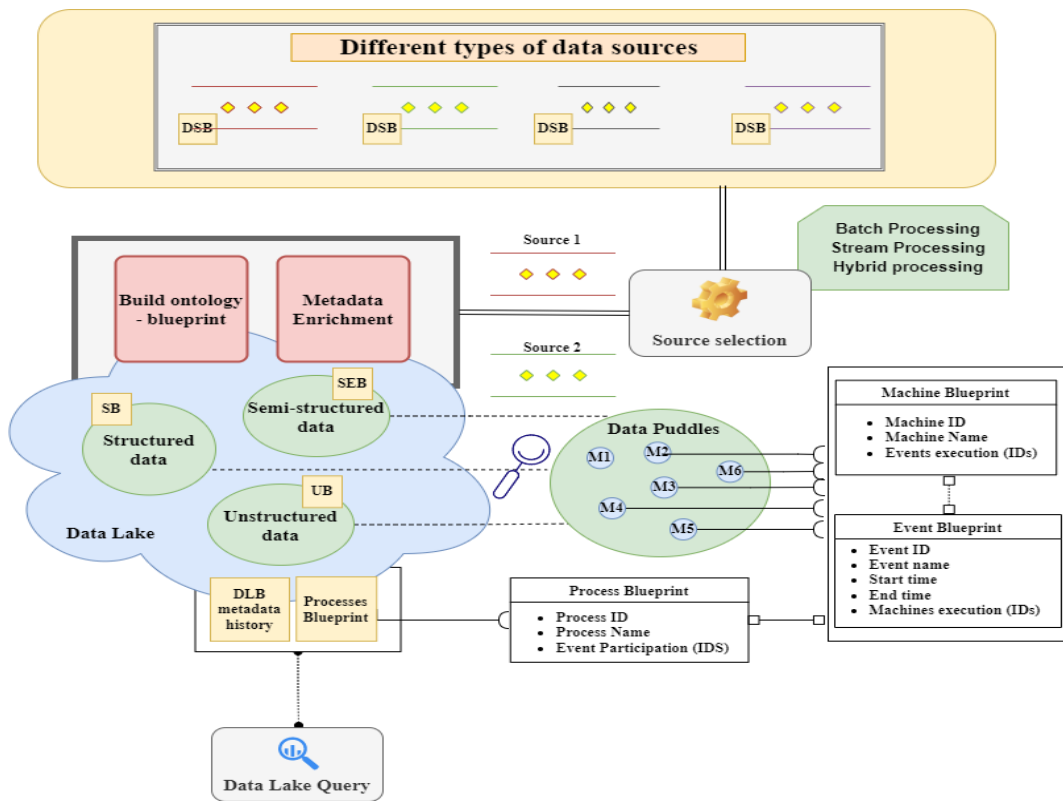 Different types of data sources
DSB
DSB
DSB
DSB
Batch Processing
Stream Processing
Hybrid processing
Source 1
Build ontology
- blueprint
Metadata
Enrichment
Source selection
Source 2
SEB
Semi-structured
data
SB
Structured
data
UB
Unstructured
data
Data Lake
Data Puddles
M1
M2
M6
M3
M4
M5
Machine Blueprint
• Machine ID
• Machine Name
• Events execution (IDs)
Event Blueprint
• Event ID
• Event name
• Start time
• End time
• Machines execution (IDs)
DLB
metadata
history
Processes
Blueprint
Process Blueprint
• Process ID
• Process Name
• Event Participation (IDS)
Data Lake Query